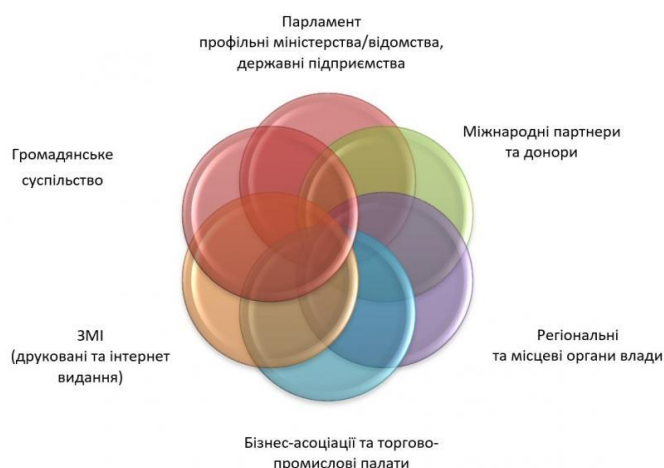 Парламент
профільні міністерства/відомства,
державні підприємства
Міжнародні партнери
та донори
Громадянське
суспільство
ЗМІ
(друковані та інтернет
видання)
Регіональні
та місцеві органи влади
Бізнес-асоціації та торгово-
промислові палати